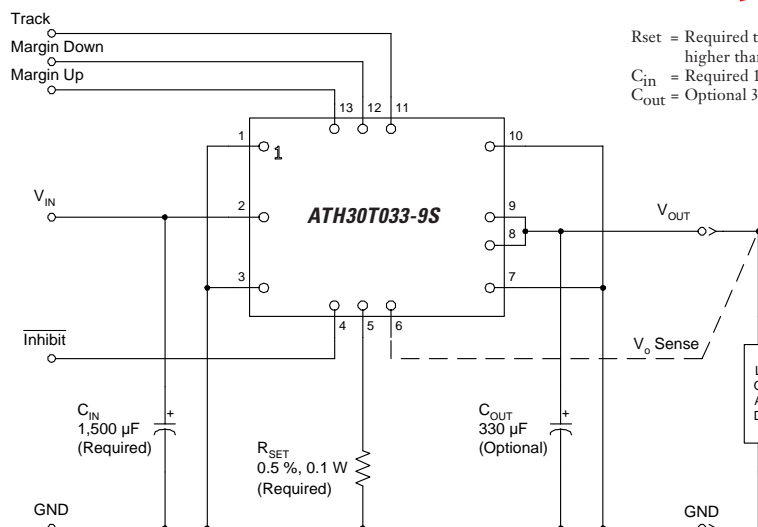 Track
Margin Down
Margin Up
Rset = Required t
higher than
Cin = Required 1
Cout = Optional 3
13 12 11
1
1
10
VIN
2
ATH30T033-9S
9
8
VOUT
3
7
Inhibit
4 5 6
Vo Sense
CIN
1,500 µF
(Required)
+
RSET
0.5 %, 0.1 W
(Required)
COUT
330 µF
(Optional)
+
L
O
A
D
GND
GND